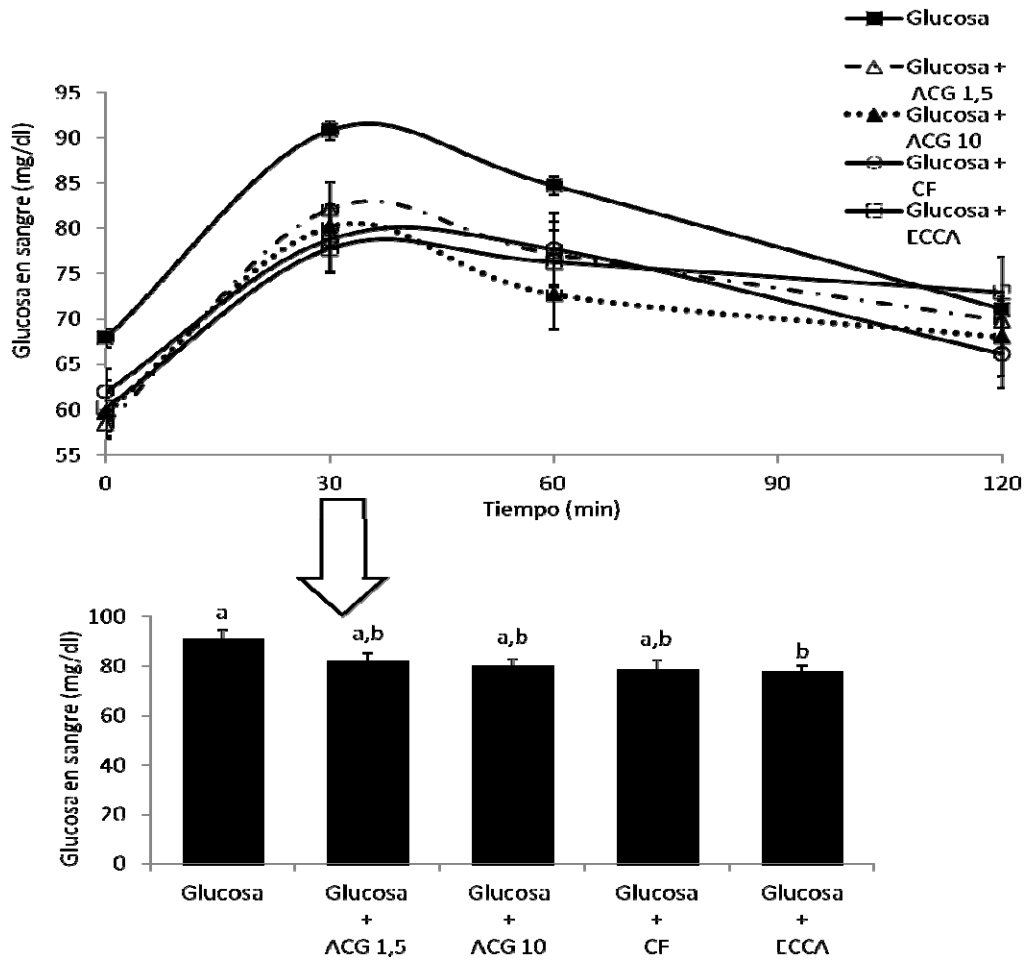 Glucosa
Glucosa +
ACG 1,5
Glucosa +
ACG 10
Glucosa +
CF
Glucosa +
ECCA
Glucosa en sangre (mg/dl)
95
90
85
80
75
70
65
60
55
0
30
60
90
120
Tiempo (min)
Glucosa en sangre (mg/dl)
100
80
60
40
20
0
a
a,b
a,b
a,b
b
Glucosa
Glucosa
+
ACG 1,5
Glucosa
+
ACG 10
Glucosa
+
CF
Glucosa
+
ECCA